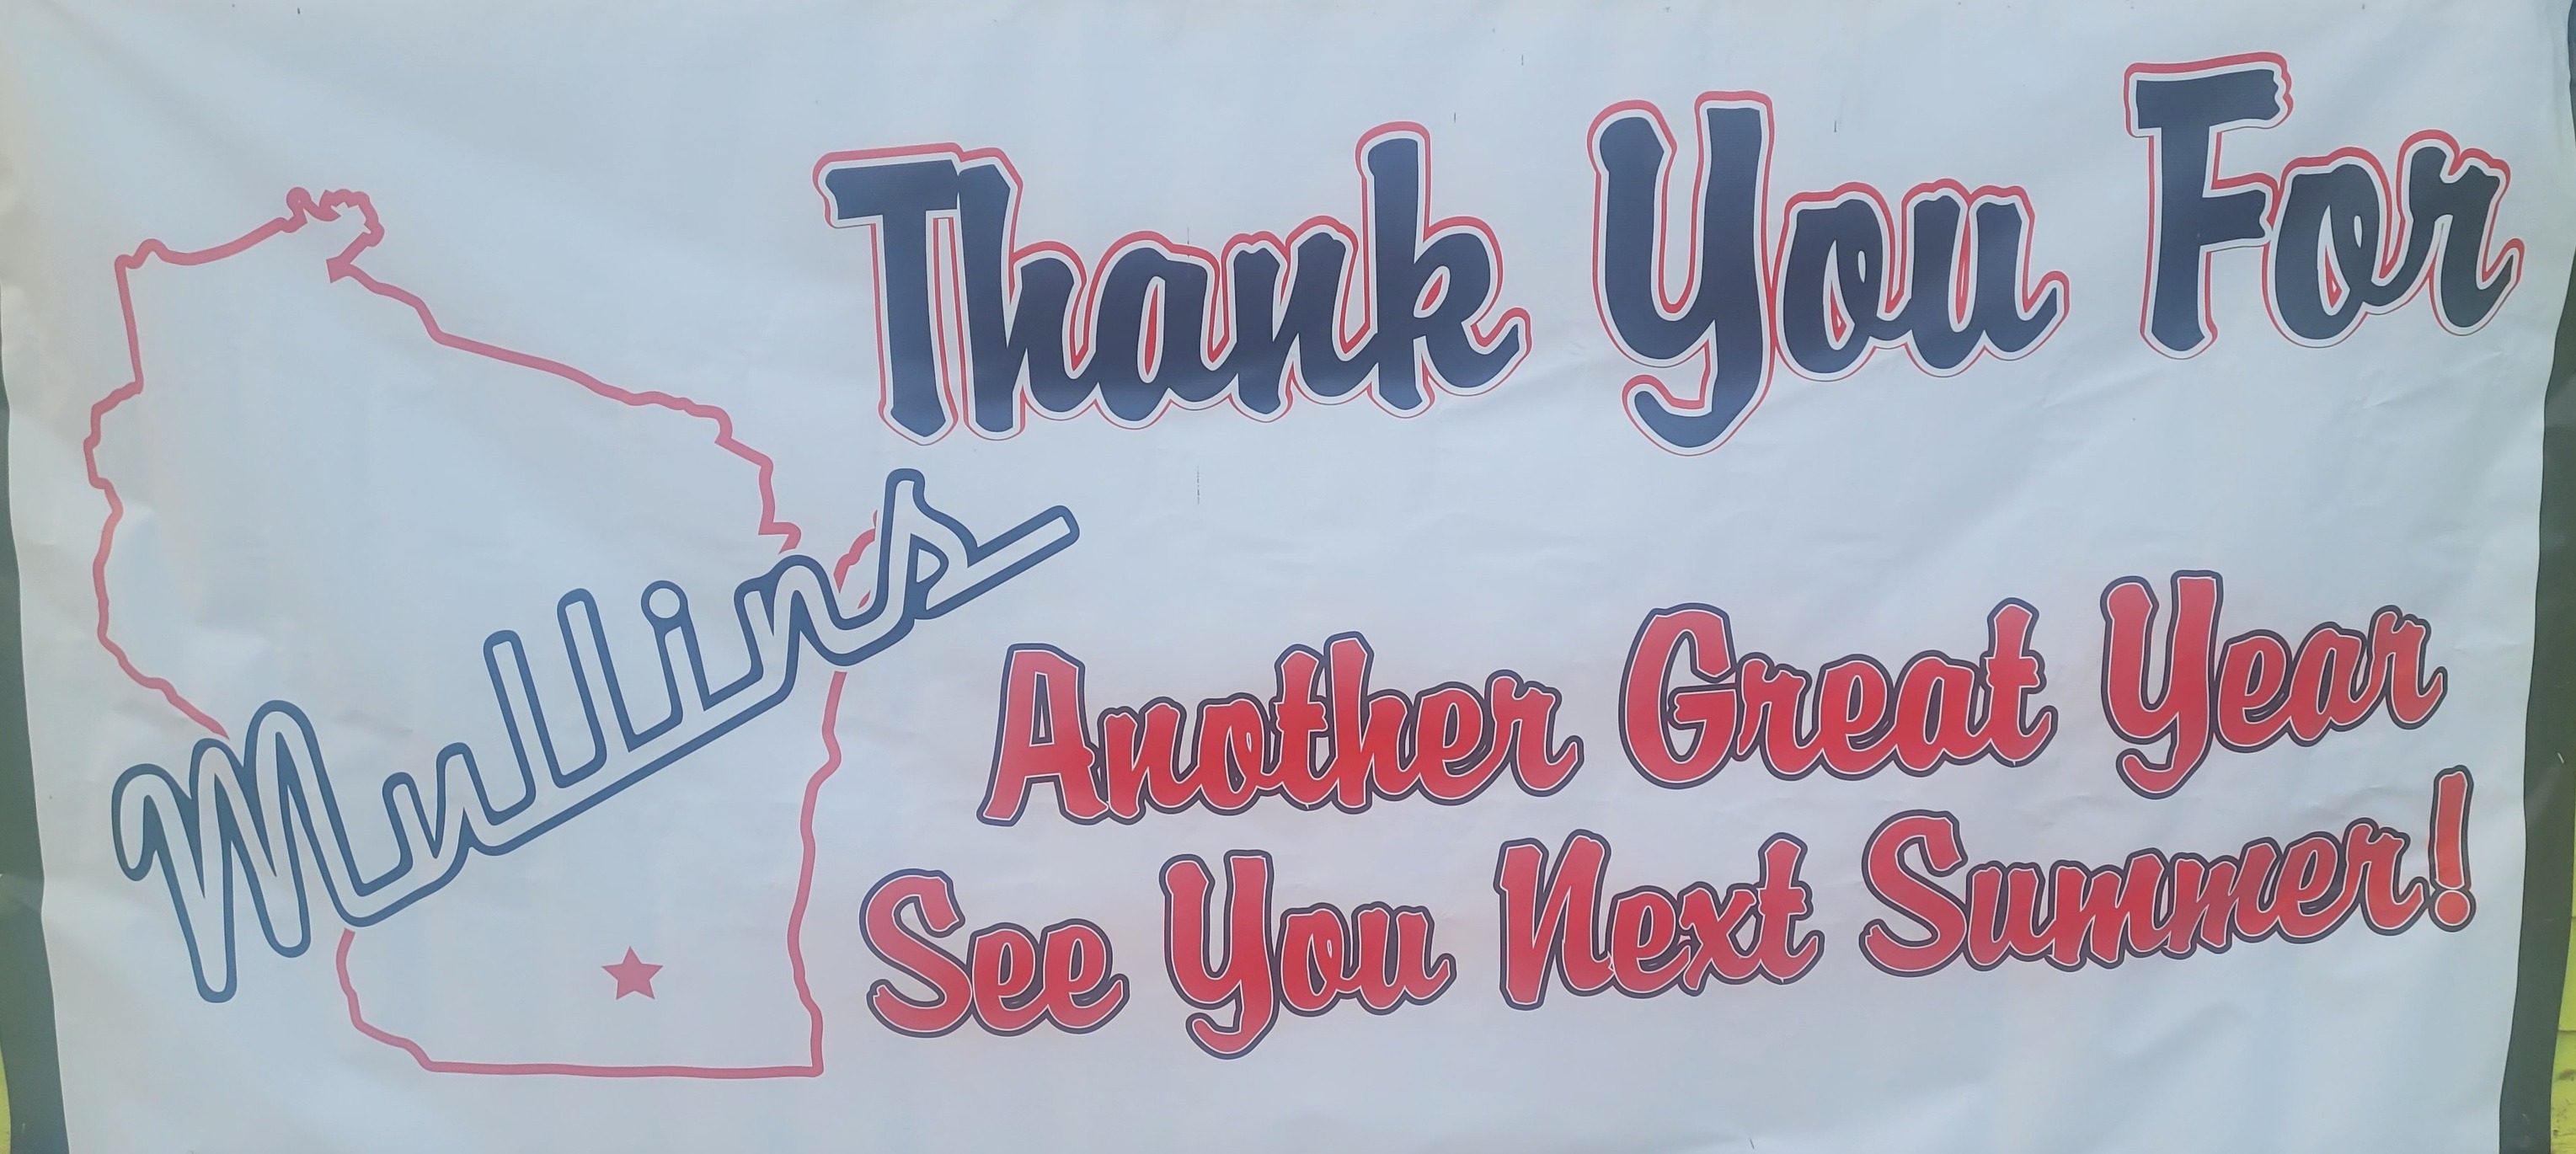 Mullins
Thank You For
Another Great Year
See You Next Summer!